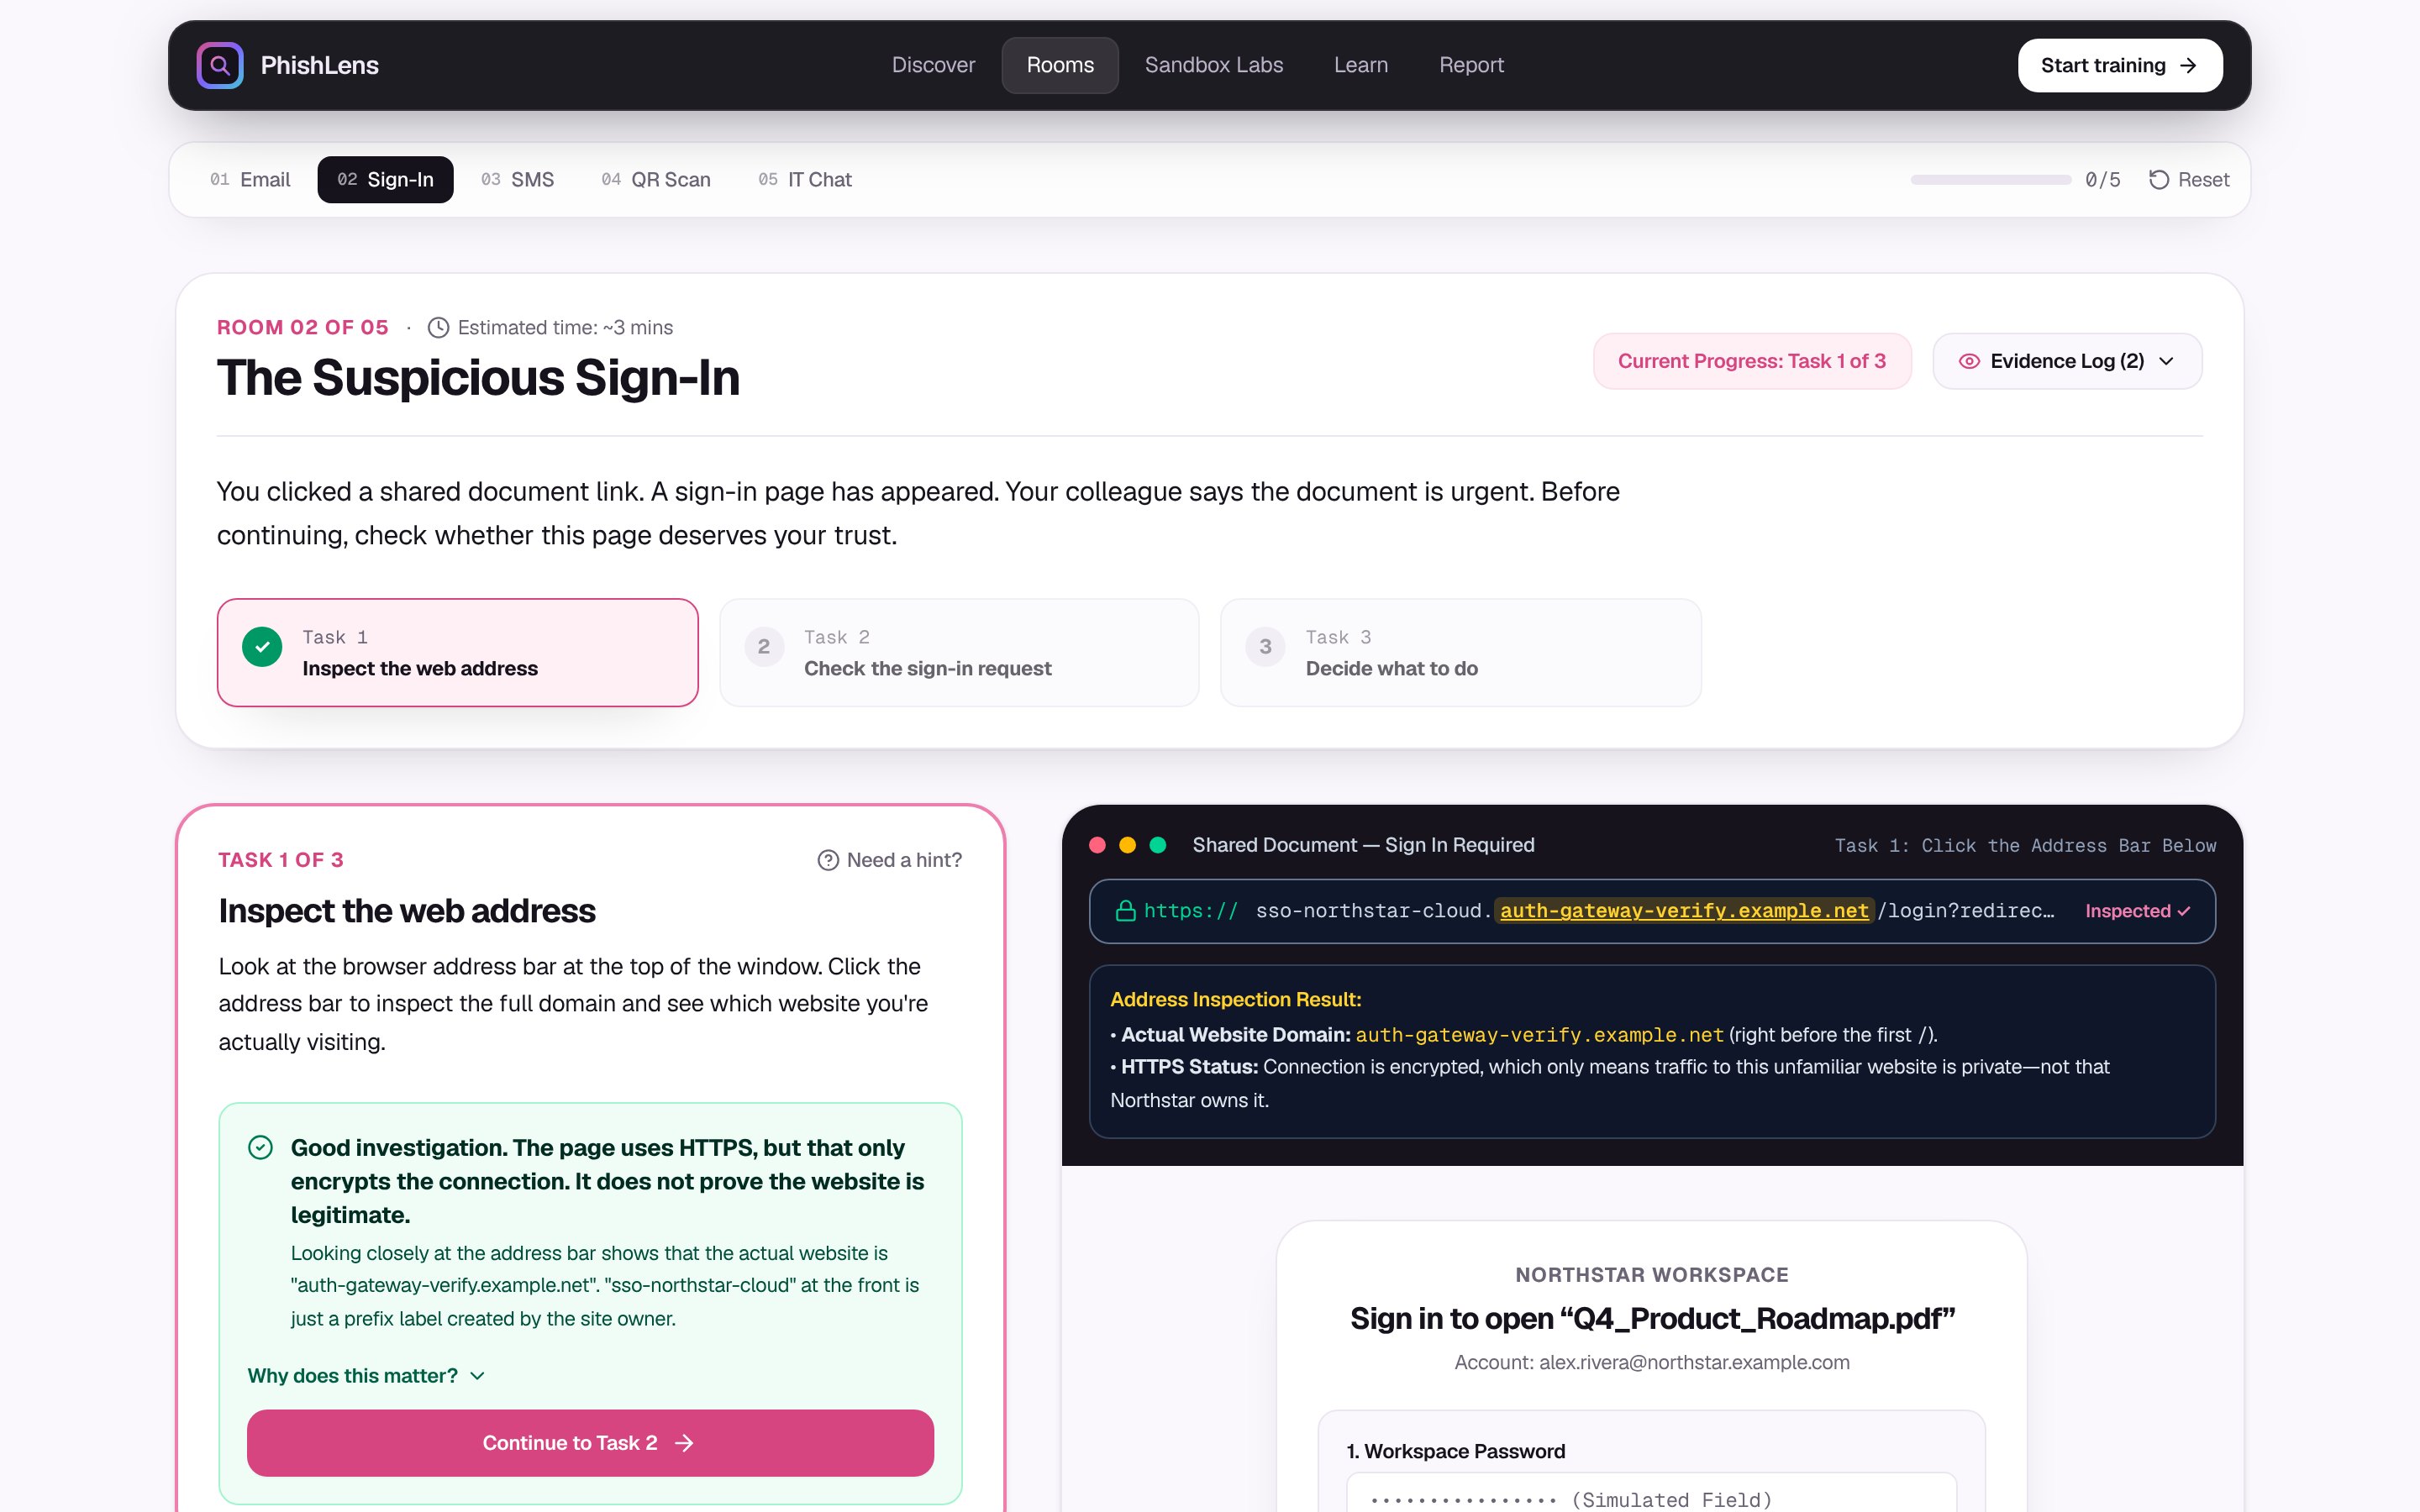 PhishLens
Discover
Rooms
Sandbox Labs
Learn
Report
Start training
01 Email
02 Sign-In
03 SMS
04 QR Scan
05 IT Chat
0/5
Reset
ROOM 02 OF 05 · Estimated time: ~3 mins
The Suspicious Sign-In
Current Progress: Task 1 of 3
Evidence Log (2)
You clicked a shared document link. A sign-in page has appeared. Your colleague says the document is urgent. Before
continuing, check whether this page deserves your trust.
Task 1
Inspect the web address
2
Task 2
Check the sign-in request
3
Task 3
Decide what to do
TASK 1 OF 3
Need a hint?
Inspect the web address
Look at the browser address bar at the top of the window. Click the
address bar to inspect the full domain and see which website you're
actually visiting.
Good investigation. The page uses HTTPS, but that only
encrypts the connection. It does not prove the website is
legitimate.
Looking closely at the address bar shows that the actual website is
"auth-gateway-verify.example.net". "sso-northstar-cloud" at the front is
just a prefix label created by the site owner.
Why does this matter?
Continue to Task 2
Shared Document — Sign In Required
Task 1: Click the Address Bar Below
https:// sso-northstar-cloud.auth-gateway-verify.example.net/login?redirec…
Inspected ✓
Address Inspection Result:
• Actual Website Domain: auth-gateway-verify.example.net (right before the first /).
• HTTPS Status: Connection is encrypted, which only means traffic to this unfamiliar website is private—not that
Northstar owns it.
NORTHSTAR WORKSPACE
Sign in to open “Q4_Product_Roadmap.pdf”
Account: alex.rivera@northstar.example.com
1. Workspace Password
•••••••••••••••• (Simulated Field)